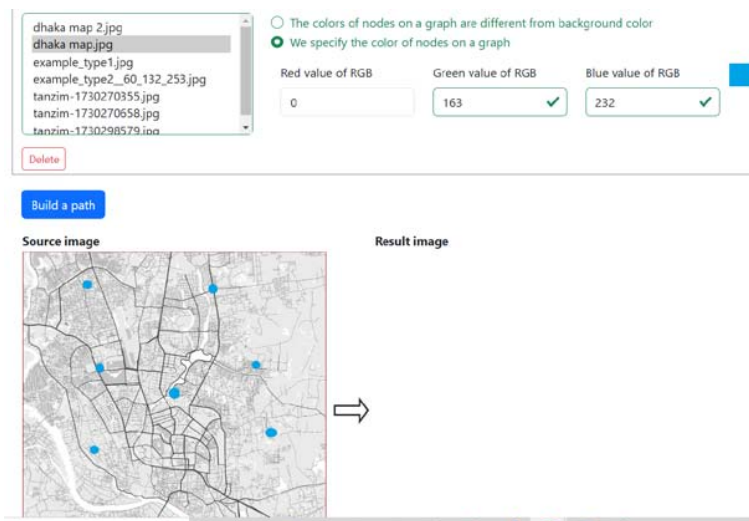 dhaka map 2.jpg
dhaka map.jpg
example_type1.jpg
example_type2__60_132_253.jpg
tanzim-1730270355.jpg
tanzim-1730270658.jpg
tanzim-1730298579.jpg
The colors of nodes on a graph are different from background color
We specify the color of nodes on a graph
Red value of RGB
Green value of RGB
Blue value of RGB
0
163
232
Delete
Build a path
Source image
Result image